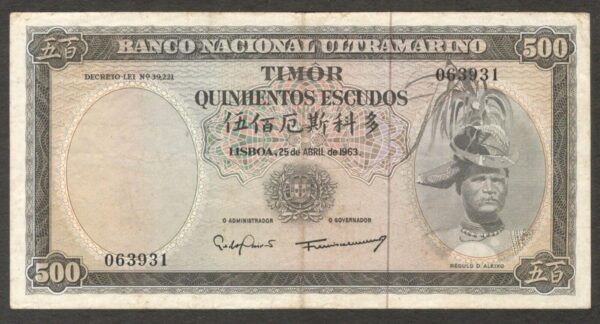 五百 BANCO NACIONAL ULTRAMARINO 500
DECRETO-LEI Nº 39,221
TIMOR
063931
QUINHENTOS ESCUDOS
伍佰厄斯科多
LISBOA, 25 de ABRIL de 1963.
O ADMINISTRADOR O GOVERNADOR
063931
RÉGULO D. ALEIXO
500 五百